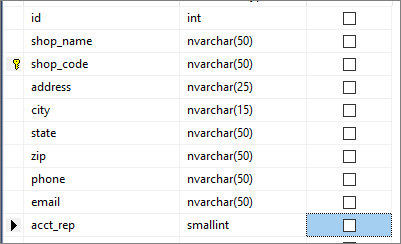 id int
shop_name nvarchar(50)
shop_code nvarchar(50)
address nvarchar(25)
city nvarchar(15)
state nvarchar(50)
zip nvarchar(50)
phone nvarchar(50)
email nvarchar(50)
acct_rep smallint